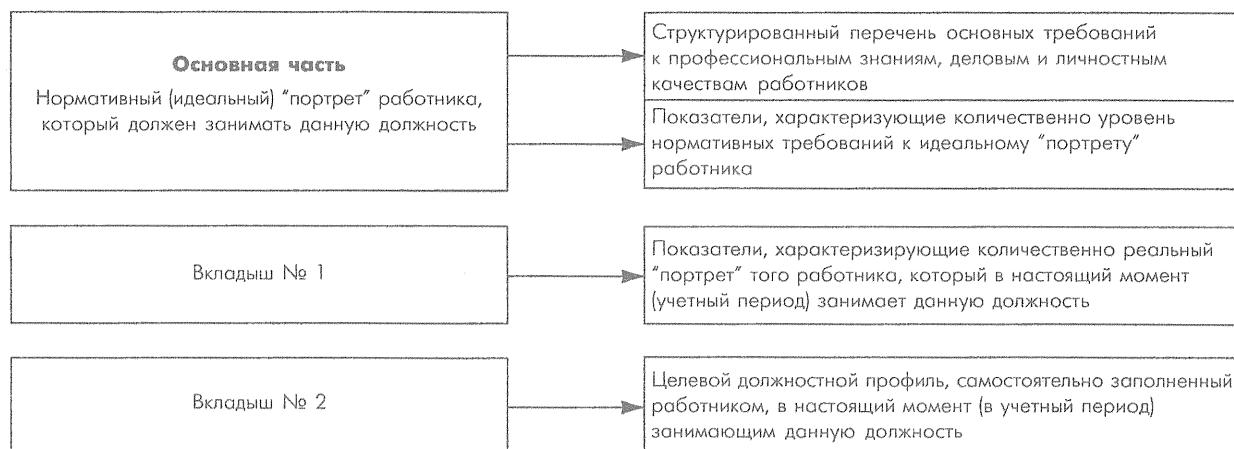 Основная часть
Нормативный (идеальный) "портрет" работника,
который должен занимать данную должность
Структурированный перечень основных требований
к профессиональным знаниям, деловым и личностным
качествам работников
Показатели, характеризующие количественно уровень
нормативных требований к идеальному "портрету"
работника
Вкладыш № 1
Показатели, характеризирующие количественно реальный
"портрет" того работника, который в настоящий момент
(учетный период) занимает данную должность
Вкладыш № 2
Целевой должностной профиль, самостоятельно заполненный
работником, в настоящий момент (в учетный период)
занимающим данную должность